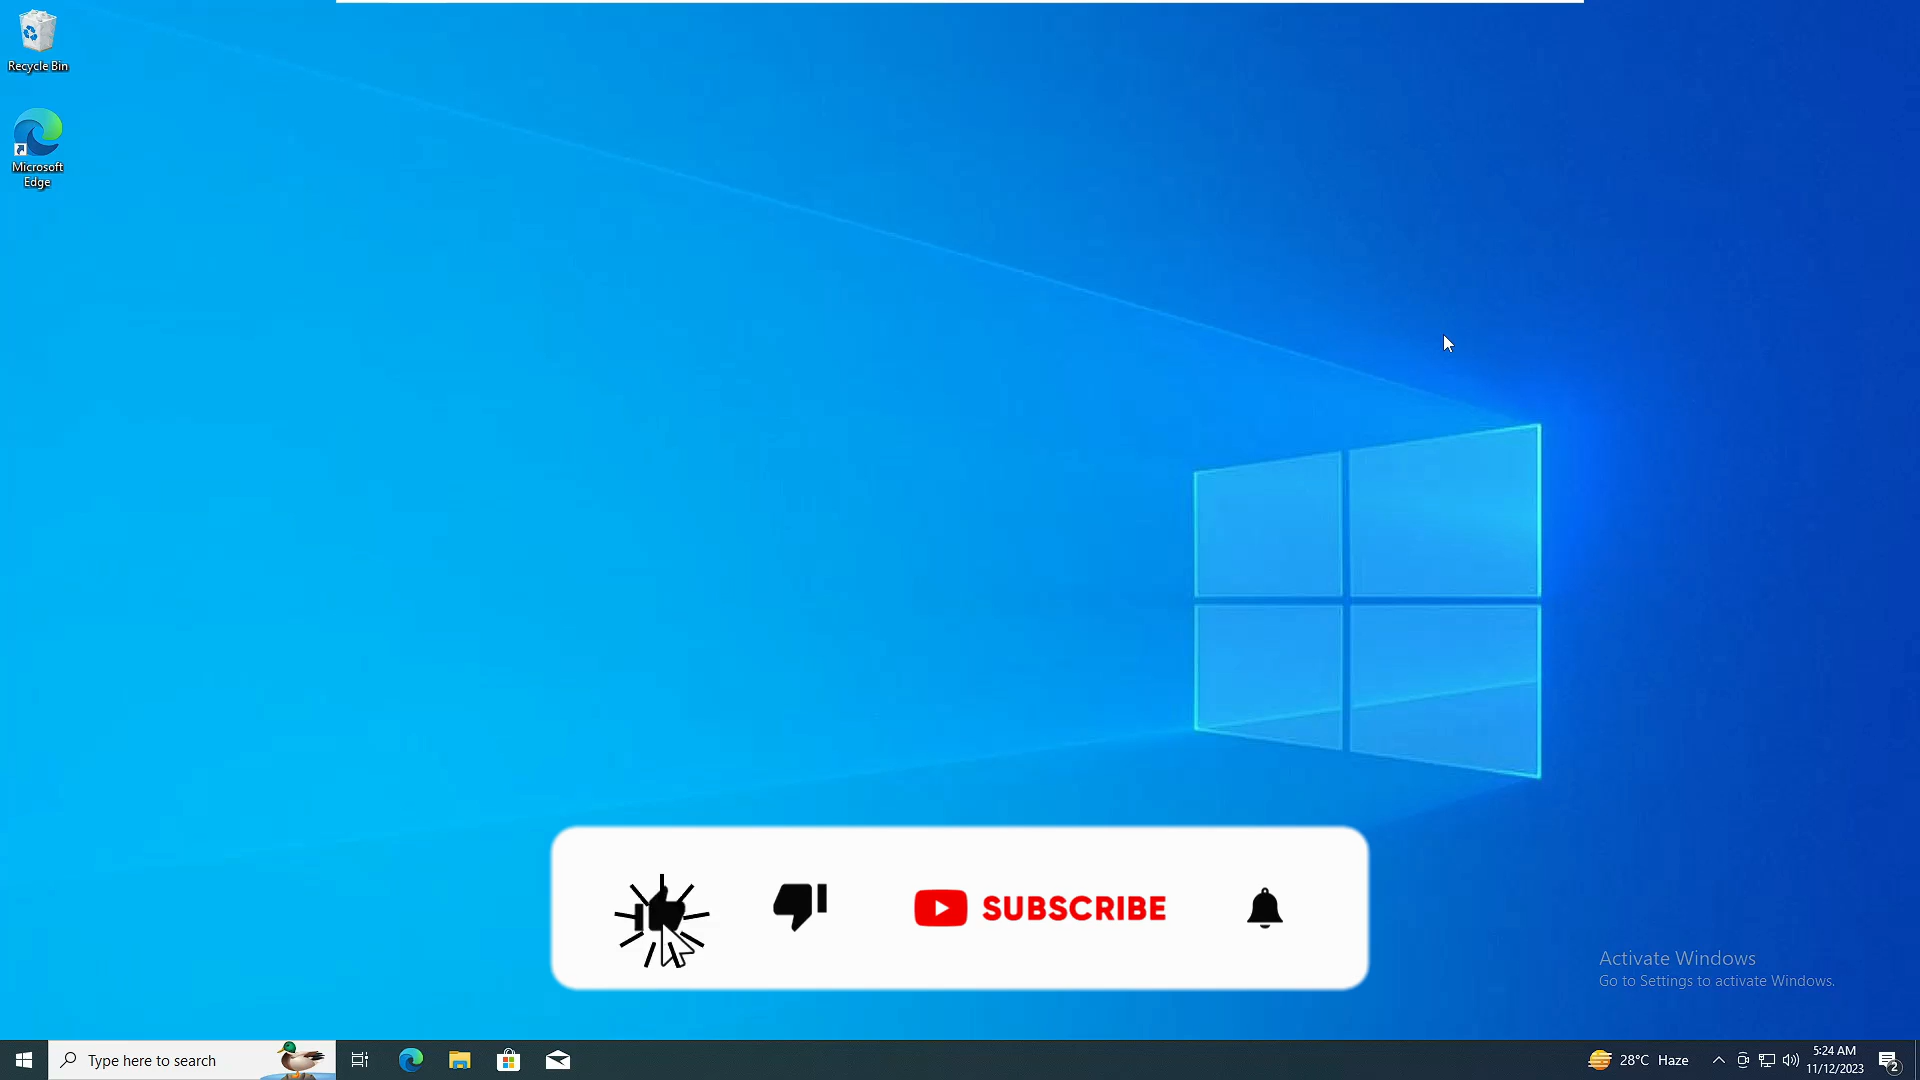 Recycle Bin
Microsoft
Edge
SUBSCRIBE
Activate Windows
Go to Settings to activate Windows.
Type here to search
28°C Haze
5:24 AM
11/12/2023
2